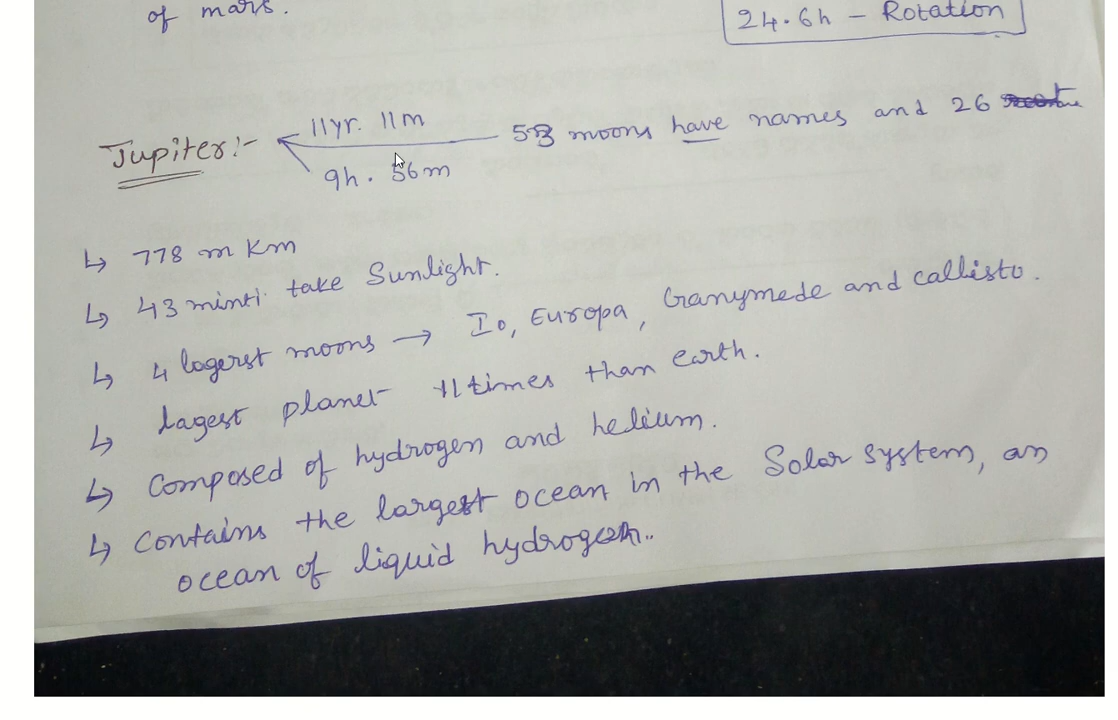 of mars.
24.6h - Rotation
11yr. 11m
Jupiter:- 53 moons have names and 26
9h. 56m
↳ 778 m Km
↳ 43 minti. take Sunlight.
↳ 4 logerst moons → Io, Europa, Ganymede and callisto.
↳ lagest planet 11 times than earth.
↳ Composed of hydrogen and helium.
↳ Contains the largest ocean in the Solar System, an
ocean of liquid hydrogen..